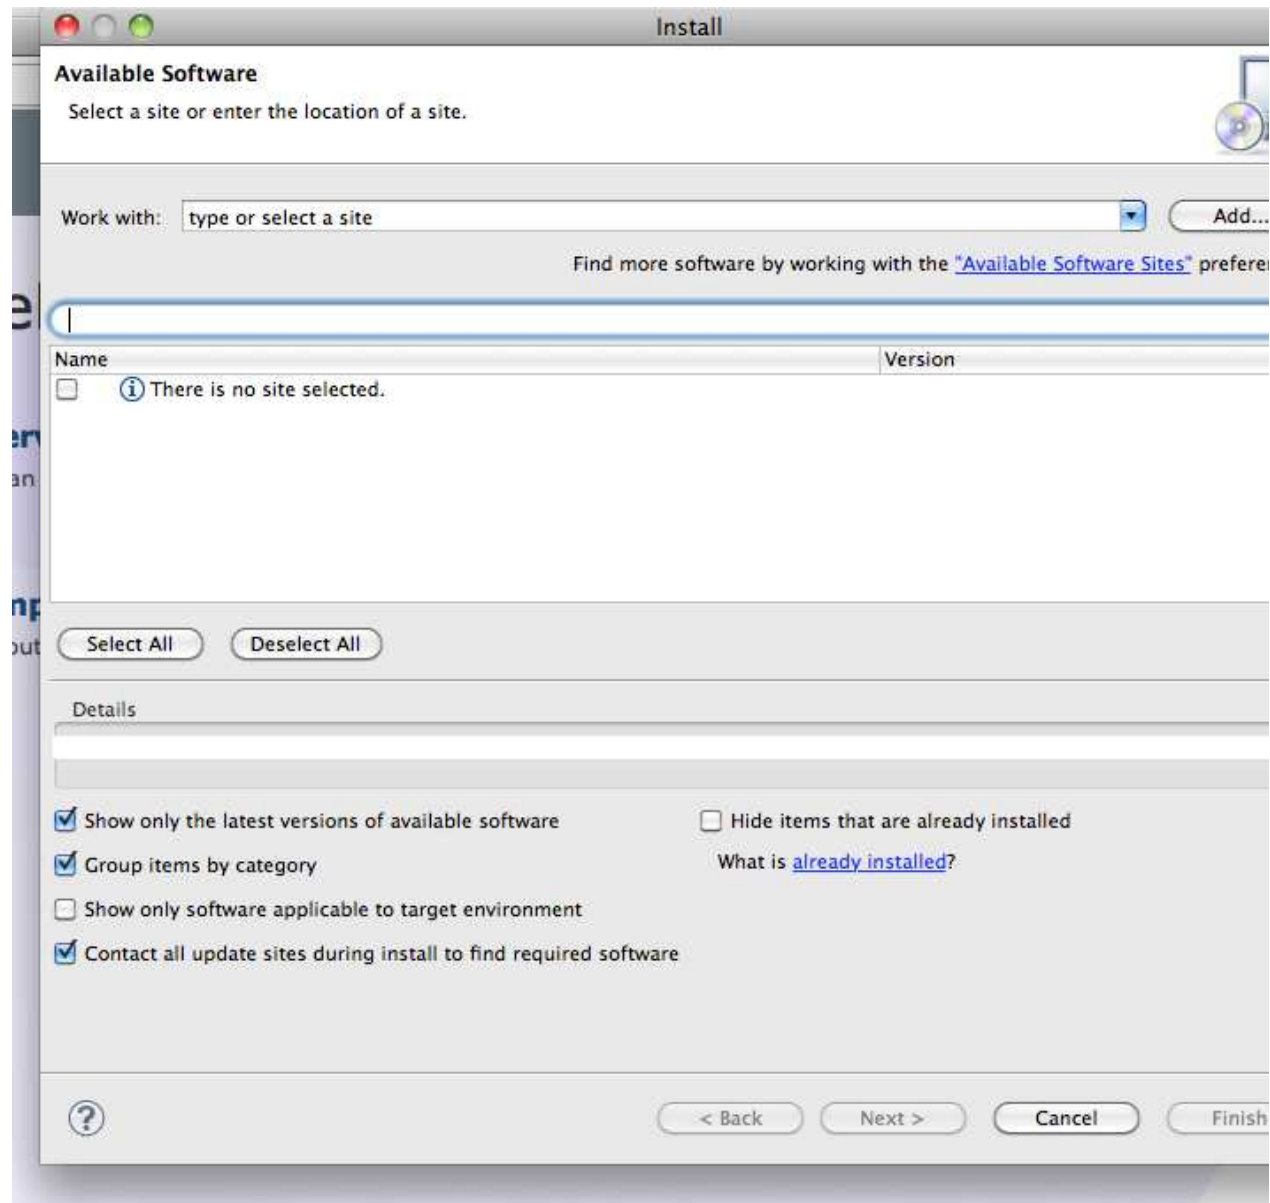 Install
Available Software
Select a site or enter the location of a site.
Work with: type or select a site Add...
Find more software by working with the "Available Software Sites"
Name Version
There is no site selected.
Select All Deselect All
Details
Show only the latest versions of available software Hide items that are already installed
Group items by category What is already installed?
Show only software applicable to target environment
Contact all update sites during install to find required software
? < Back Next > Cancel Finish